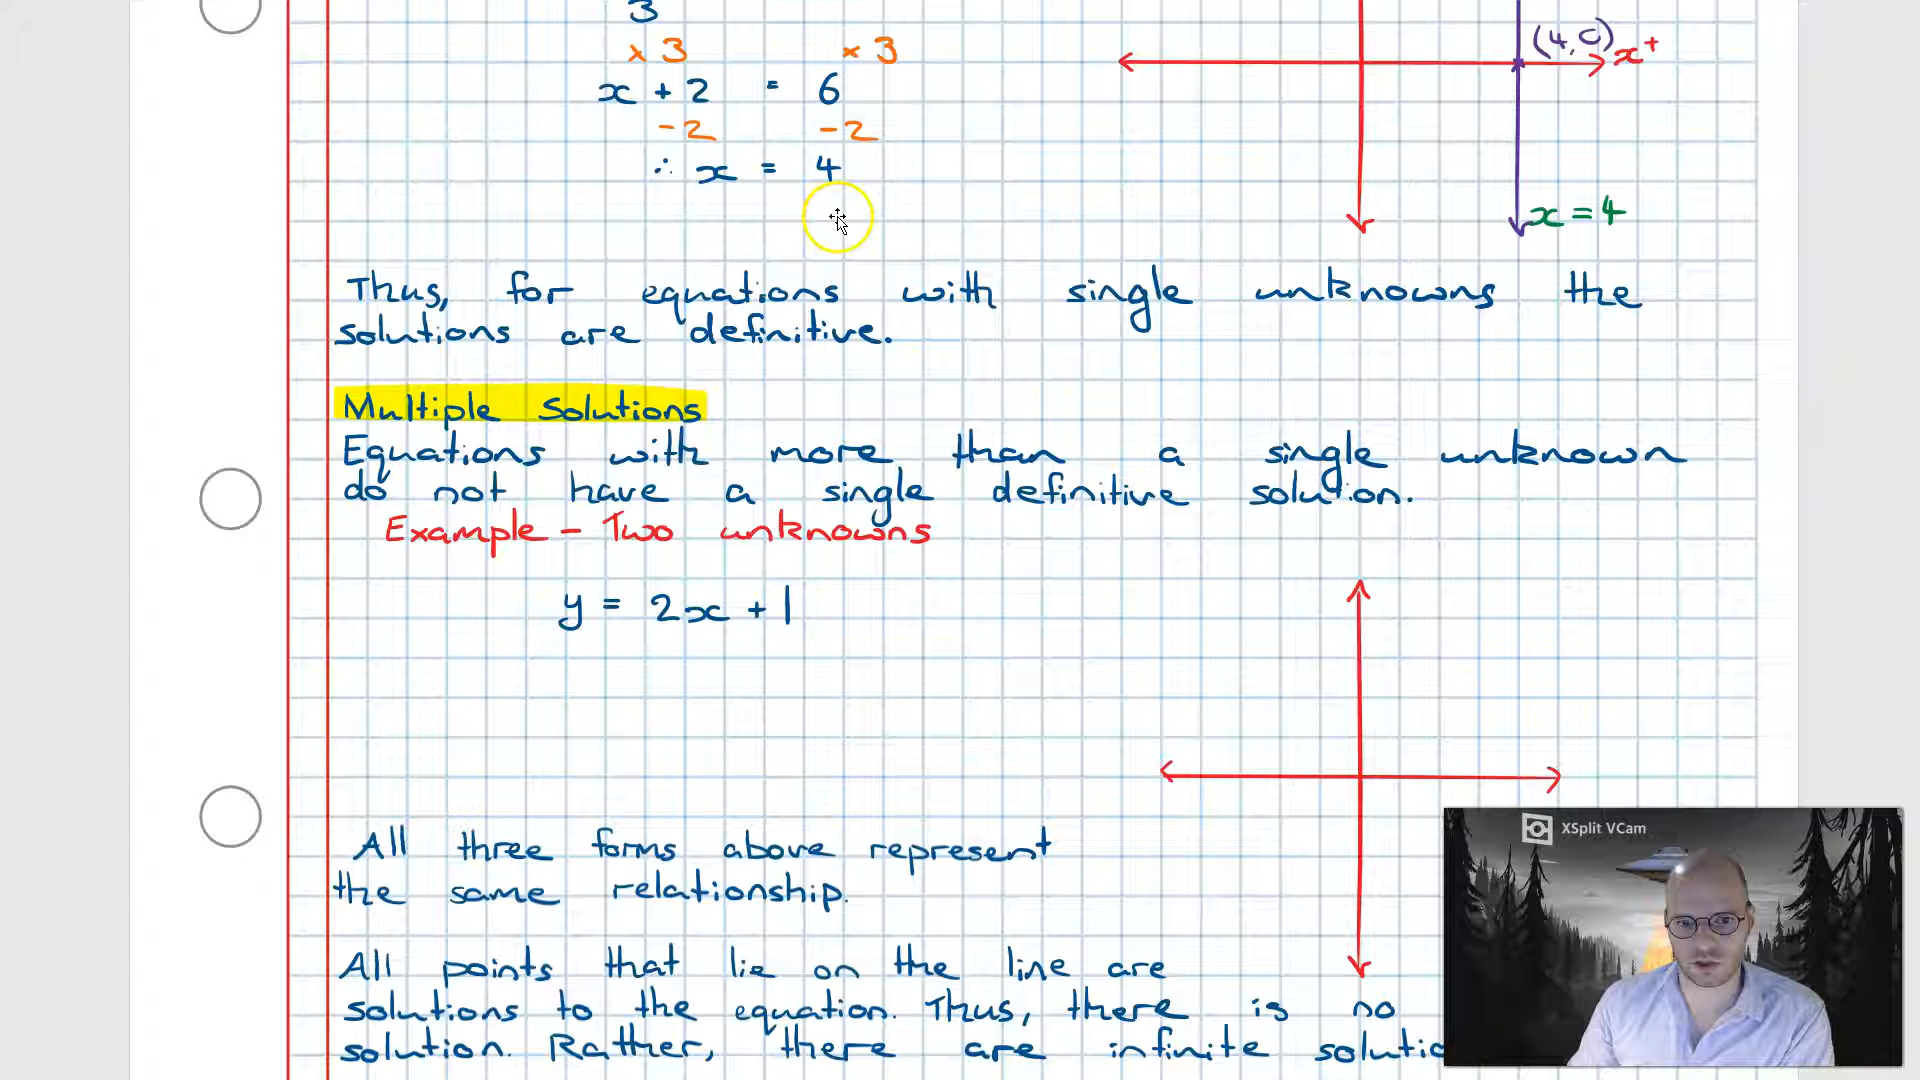 3
× 3 × 3
(4,0)
x+
x + 2 = 6
-2 -2
∴ x = 4
x = 4
Thus, for equations with single unknowns the
solutions are definitive.
Multiple Solutions
Equations with more than a single unknown
do not have a single definitive solution.
Example - Two unknowns
y = 2x + 1
All three forms above represent
the same relationship.
All points that lie on the line are
solutions to the equation. Thus, there is no
solution. Rather, there are infinite solutio
XSplit VCam